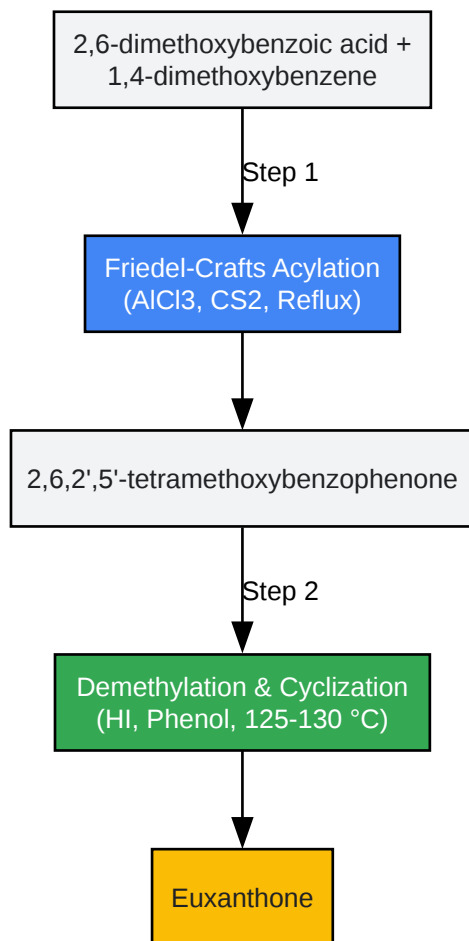 2,6-dimethoxybenzoic acid +
1,4-dimethoxybenzene
Step 1
Friedel-Crafts Acylation
(AlCl3, CS2, Reflux)
2,6,2',5'-tetramethoxybenzophenone
Step 2
Demethylation & Cyclization
(HI, Phenol, 125-130 °C)
Euxanthone